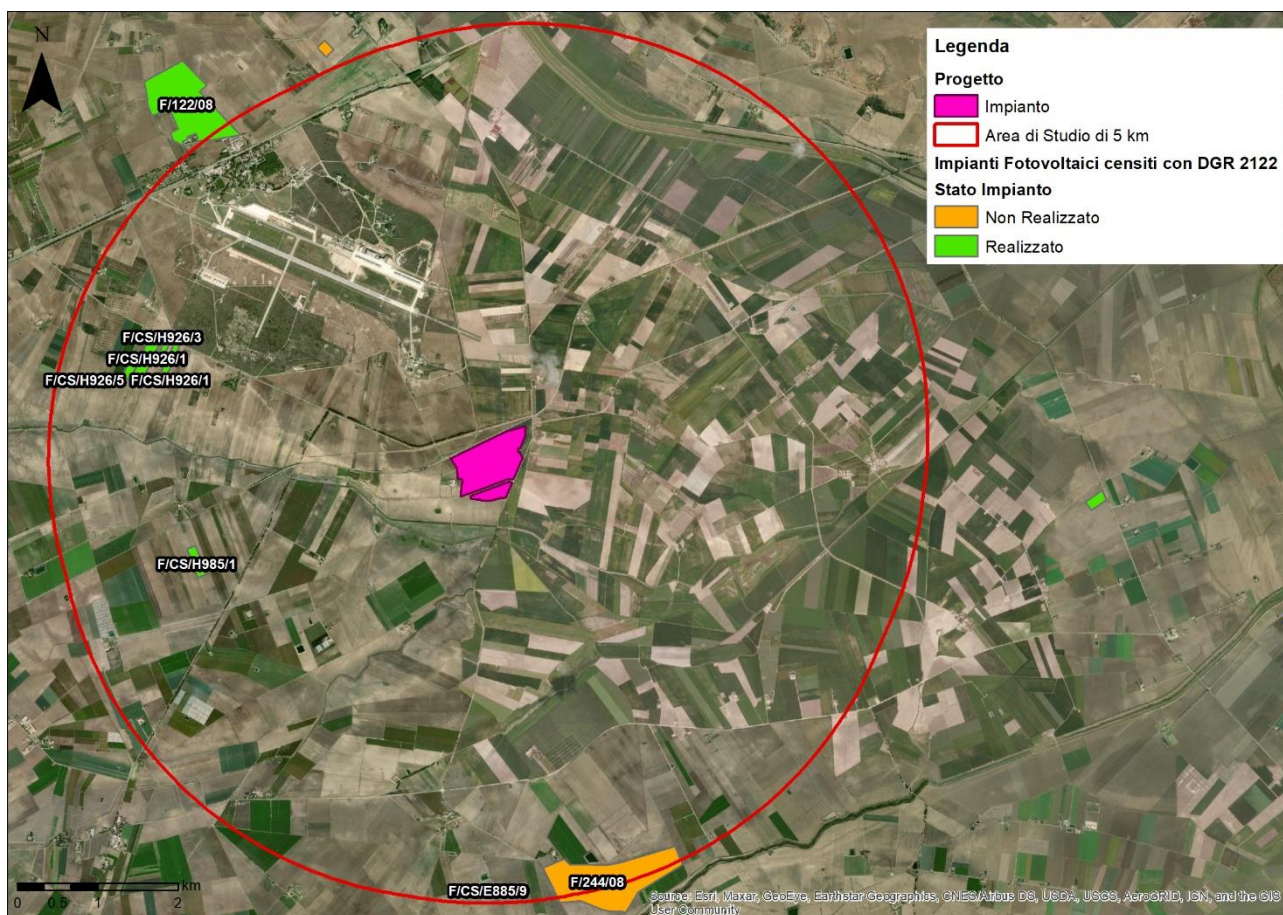 N
F/122/08
F/CS/H926/3
F/CS/H926/1
F/CS/H926/5
F/CS/H926/1
F/CS/H985/1
F/CS/E885/9
F/244/08
Legenda
Progetto
Impianto
Area di Studio di 5 km
Impianti Fotovoltaici censiti con DGR 2122
Stato Impianto
Non Realizzato
Realizzato
km
0 0.5 1 2
Source: Esri, Maxar, GeoEye, Earthstar Geographics, CNES/Airbus DS, USDA, USGS, AeroGRID, IGN, and the GIS
User Community